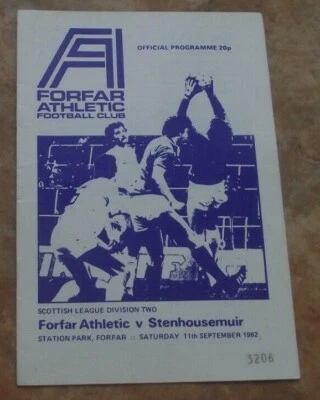 OFFICIAL PROGRAMME 20p
FORFAR
ATHLETIC
FOOTBALL CLUB
SCOTTISH LEAGUE DIVISION TWO
Forfar Athletic v Stenhousemuir
STATION PARK, FORFAR :: SATURDAY 11th SEPTEMBER 1982
3206